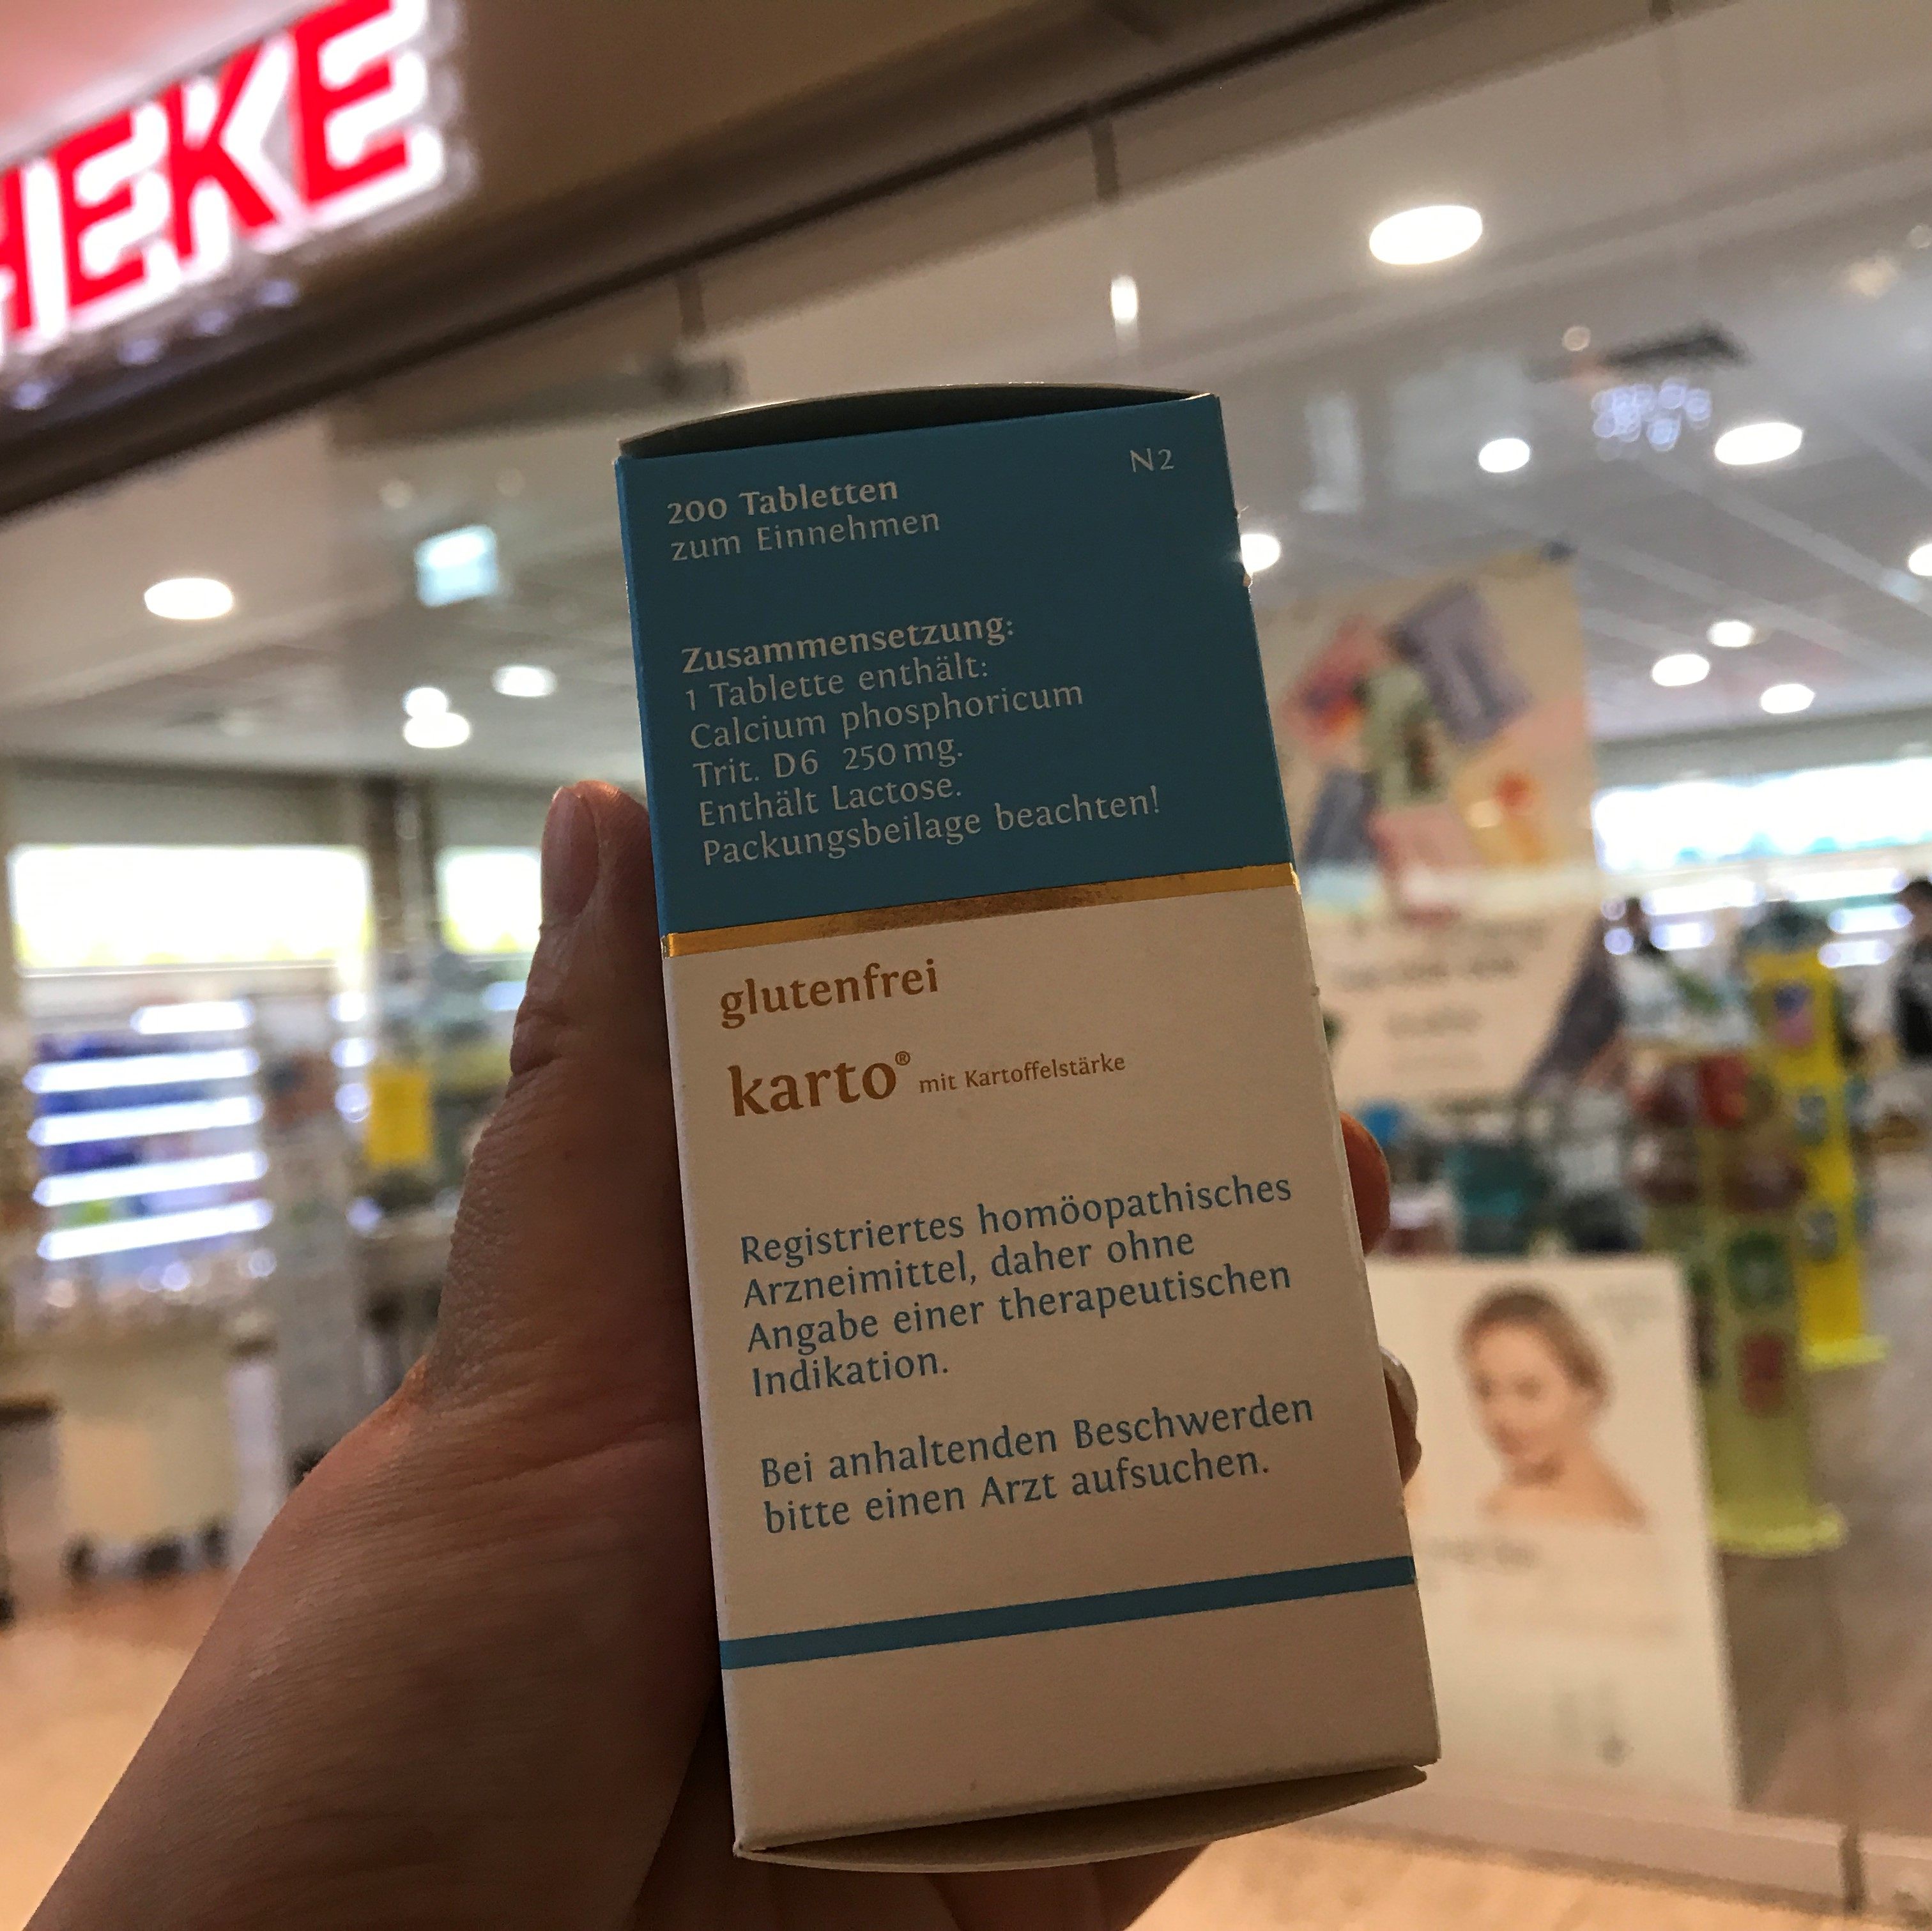 HEKE
N2
200 Tabletten
zum Einnehmen
Zusammensetzung:
1 Tablette enthält:
Calcium phosphoricum
Trit. D6 250 mg.
Enthält Lactose.
Packungsbeilage beachten!
glutenfrei
karto® mit Kartoffelstärke
Registriertes homöopathisches
Arzneimittel, daher ohne
Angabe einer therapeutischen
Indikation.
Bei anhaltenden Beschwerden
bitte einen Arzt aufsuchen.